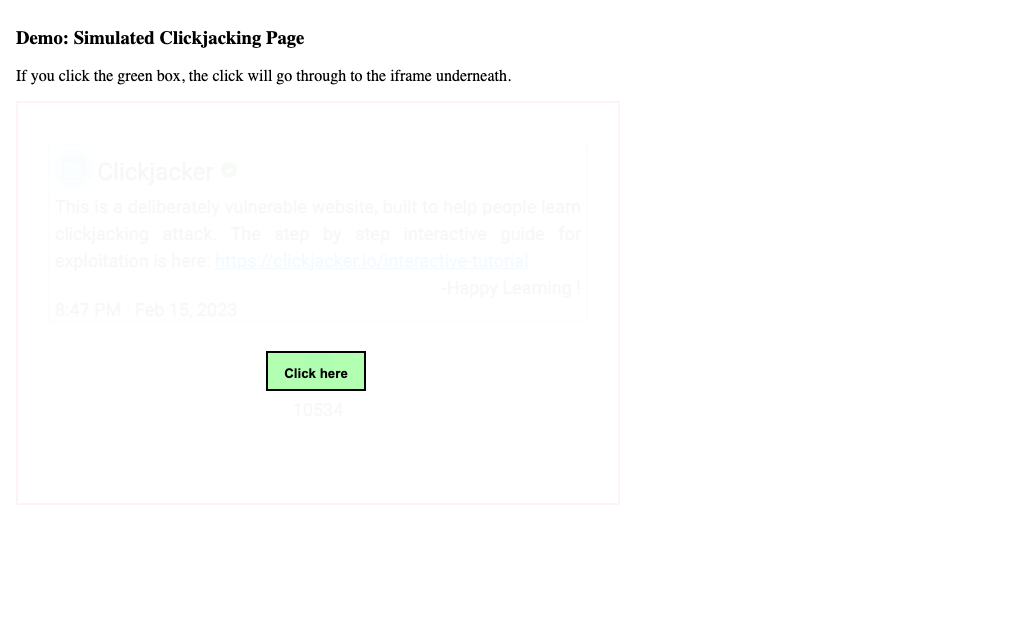 Demo: Simulated Clickjacking Page
If you click the green box, the click will go through to the iframe underneath.
Clickjacker
This is a deliberately vulnerable website, built to help people learn
clickjacking attack. The step by step interactive guide for
exploitation is here: https://clickjacker.io/interactive-tutorial
-Happy Learning !
8:47 PM Feb 15, 2023
Click here
10534